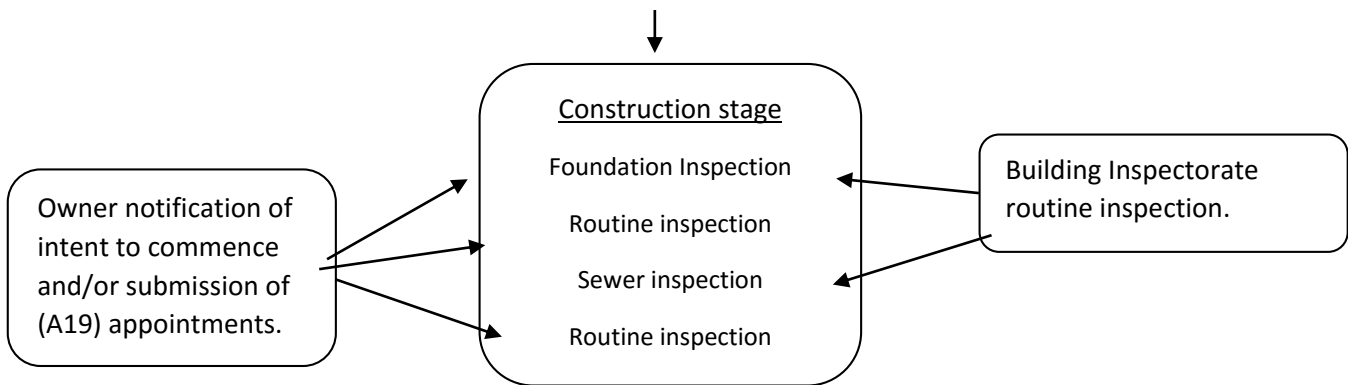 Construction stage
Foundation Inspection
Routine inspection
Sewer inspection
Routine inspection
Owner notification of
intent to commence
and/or submission of
(A19) appointments.
Building Inspectorate
routine inspection.